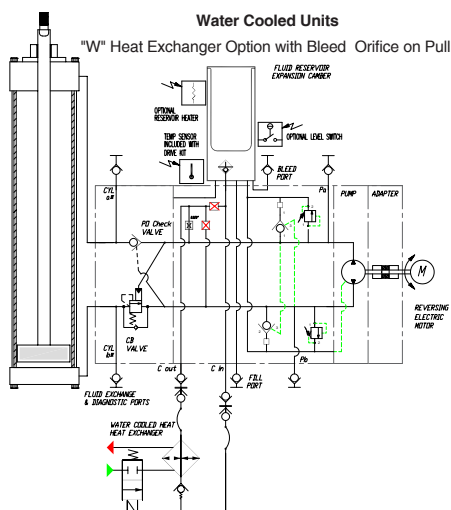 Water Cooled Units
"W" Heat Exchanger Option with Bleed Orifice on Pull
FLUID RESERVOIR
EXPANSION CAMBER
OPTIONAL
RESERVOIR HEATER
TEMP SENSOR
INCLUDED WITH
DRIVE KIT
OPTIONAL LEVEL SWITCH
BLEED
PORT
CYL
a#
Pa
PUMP
ADAPTER
PO Check
VALVE
M
REVERSING
ELECTRIC
MOTOR
CB
VALVE
CYL
b#
Pb
C out
C in
FILL
PORT
FLUID EXCHANGE
& DIAGNOSTIC PORTS
WATER COOLED HEAT
HEAT EXCHANGER